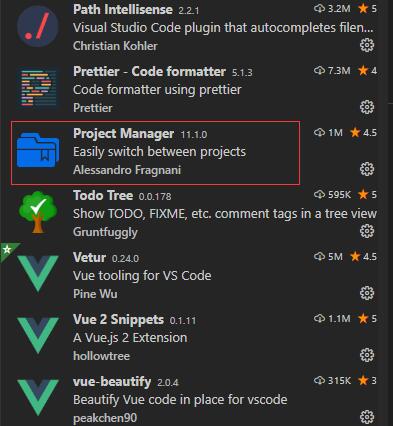 Path Intellisense 2.2.1 3.2M 5
Visual Studio Code plugin that autocompletes filen...
Christian Kohler
Prettier - Code formatter 5.1.3 7.3M 4
Code formatter using prettier
Prettier
Project Manager 11.1.0 1M 4.5
Easily switch between projects
Alessandro Fragnani
Todo Tree 0.0.178 595K 5
Show TODO, FIXME, etc. comment tags in a tree view
Gruntfuggly
Vetur 0.24.0 5M 4.5
Vue tooling for VS Code
Pine Wu
Vue 2 Snippets 0.1.11 1.1M 5
A Vue.js 2 Extension
hollowtree
vue-beautify 2.0.4 315K 3
Beautify Vue code in place for vscode
peakchen90